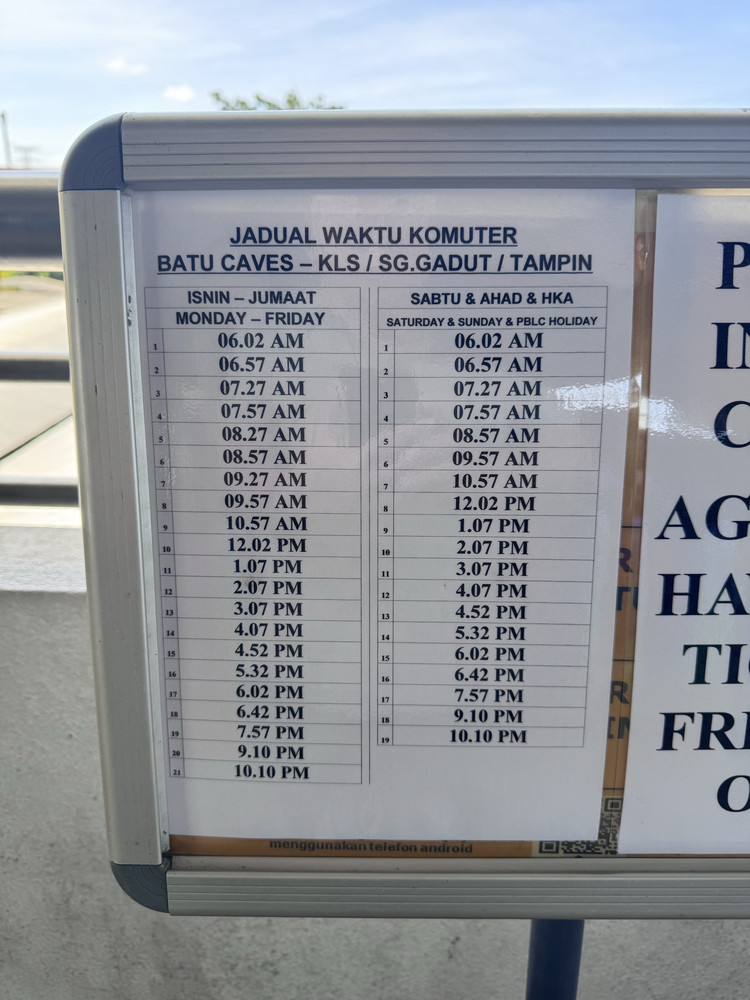 JADUAL WAKTU KOMUTER
BATU CAVES – KLS / SG.GADUT / TAMPIN
ISNIN – JUMAAT
MONDAY – FRIDAY
1 06.02 AM
2 06.57 AM
3 07.27 AM
4 07.57 AM
5 08.27 AM
6 08.57 AM
7 09.27 AM
8 09.57 AM
9 10.57 AM
10 12.02 PM
11 1.07 PM
12 2.07 PM
13 3.07 PM
14 4.07 PM
15 4.52 PM
16 5.32 PM
17 6.02 PM
18 6.42 PM
19 7.57 PM
20 9.10 PM
21 10.10 PM
SABTU & AHAD & HKA
SATURDAY & SUNDAY & PBLC HOLIDAY
1 06.02 AM
2 06.57 AM
3 07.27 AM
4 07.57 AM
5 08.57 AM
6 09.57 AM
7 10.57 AM
8 12.02 PM
9 1.07 PM
10 2.07 PM
11 3.07 PM
12 4.07 PM
13 4.52 PM
14 5.32 PM
15 6.02 PM
16 6.42 PM
17 7.57 PM
18 9.10 PM
19 10.10 PM
menggunakan telefon android
P
IN
C
AG
HA
TI
FRI
O